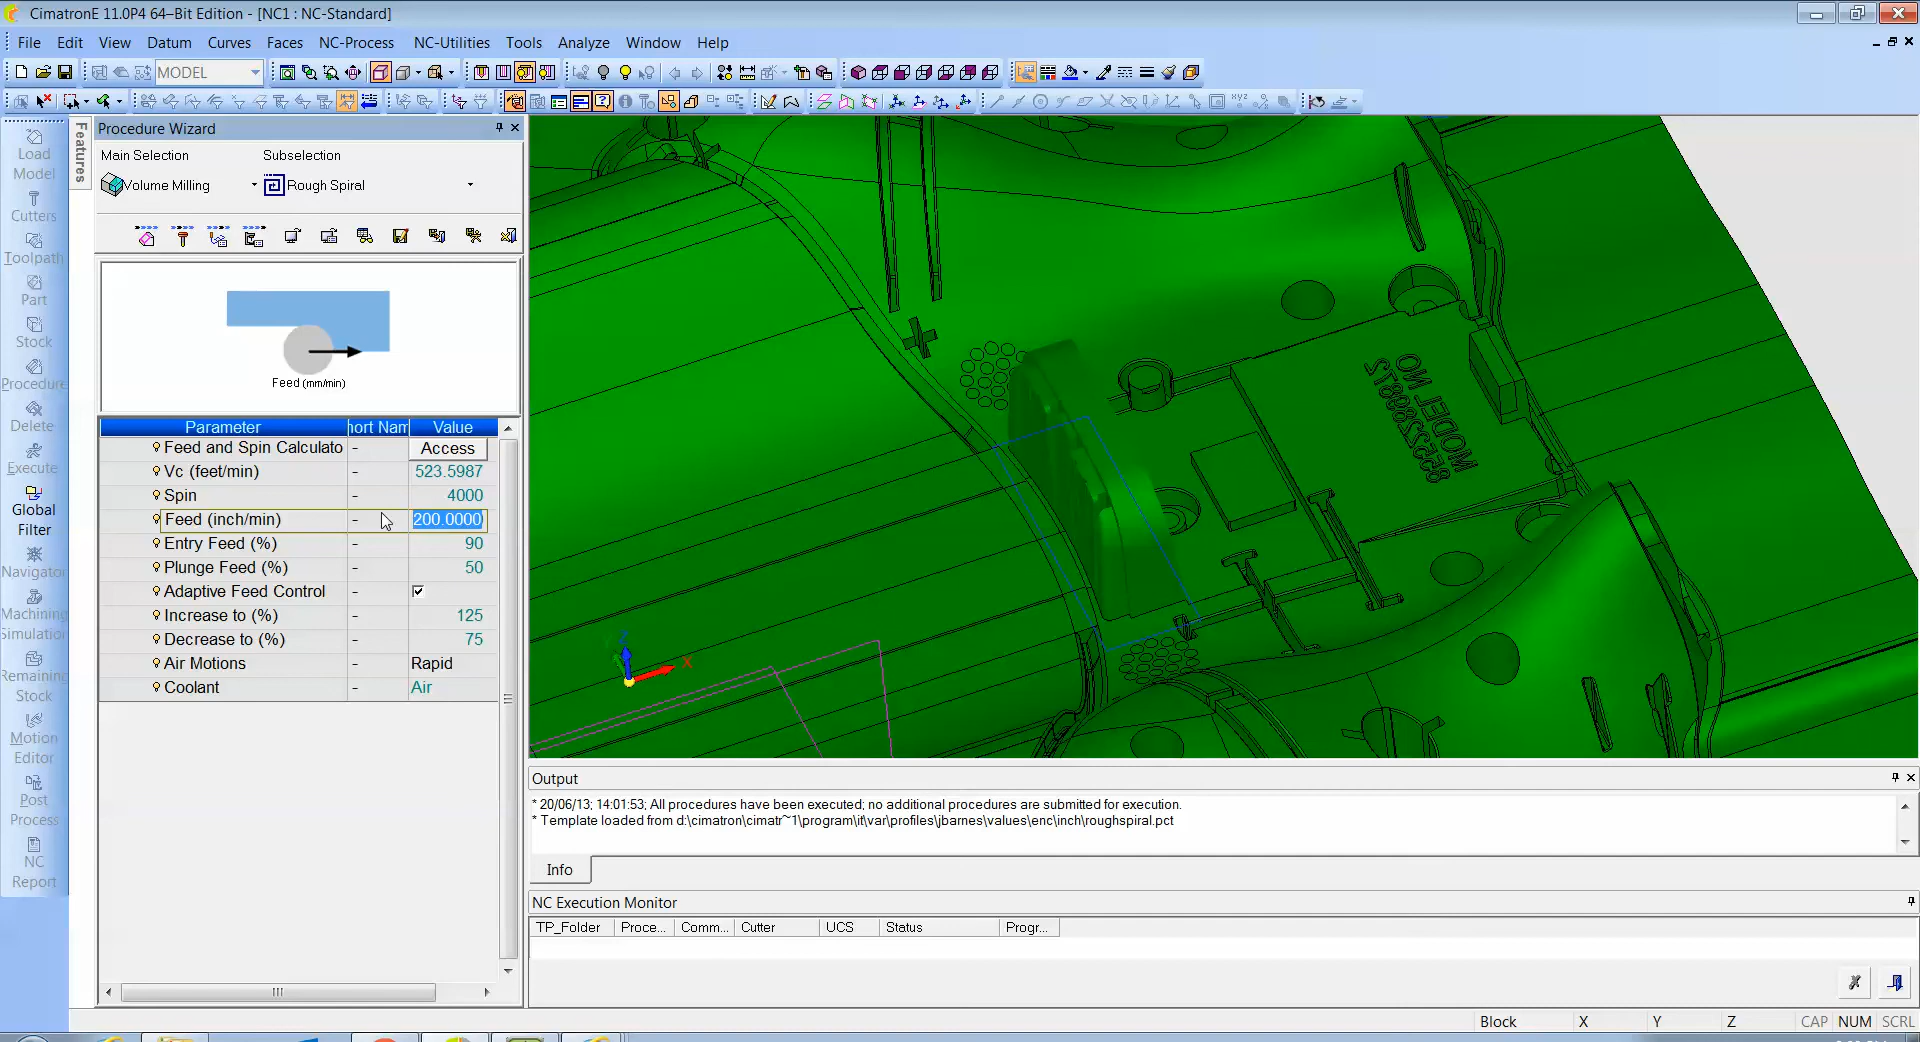 CimatronE 11.0P4 64–Bit Edition - [NC1 : NC-Standard]
File Edit View Datum Curves Faces NC-Process NC-Utilities Tools Analyze Window Help
MODEL
Features
Load Model
Cutters
Toolpath
Part
Stock
Procedure
Delete
Execute
Global Filter
Navigator
Machining Simulation
Remaining Stock
Motion Editor
Post Process
NC Report
Procedure Wizard
Main Selection Subselection
Volume Milling Rough Spiral
Feed (mm/min)
Parameter hort Nam Value
Feed and Spin Calculato - Access
Vc (feet/min) - 523.5987
Spin - 4000
Feed (inch/min) - 200.0000
Entry Feed (%) - 90
Plunge Feed (%) - 50
Adaptive Feed Control -
Increase to (%) - 125
Decrease to (%) - 75
Air Motions - Rapid
Coolant - Air
MODEL NO
85528872
Z
X
Output
* 20/06/13; 14:01:53; All procedures have been executed; no additional procedures are submitted for execution.
* Template loaded from d:\cimatron\cimatr~1\program\it\var\profiles\jbarnes\values\enc\inch\roughspiral.pct
Info
NC Execution Monitor
TP_Folder Proce... Comm... Cutter UCS Status Progr...
Block X Y Z CAP NUM SCRL